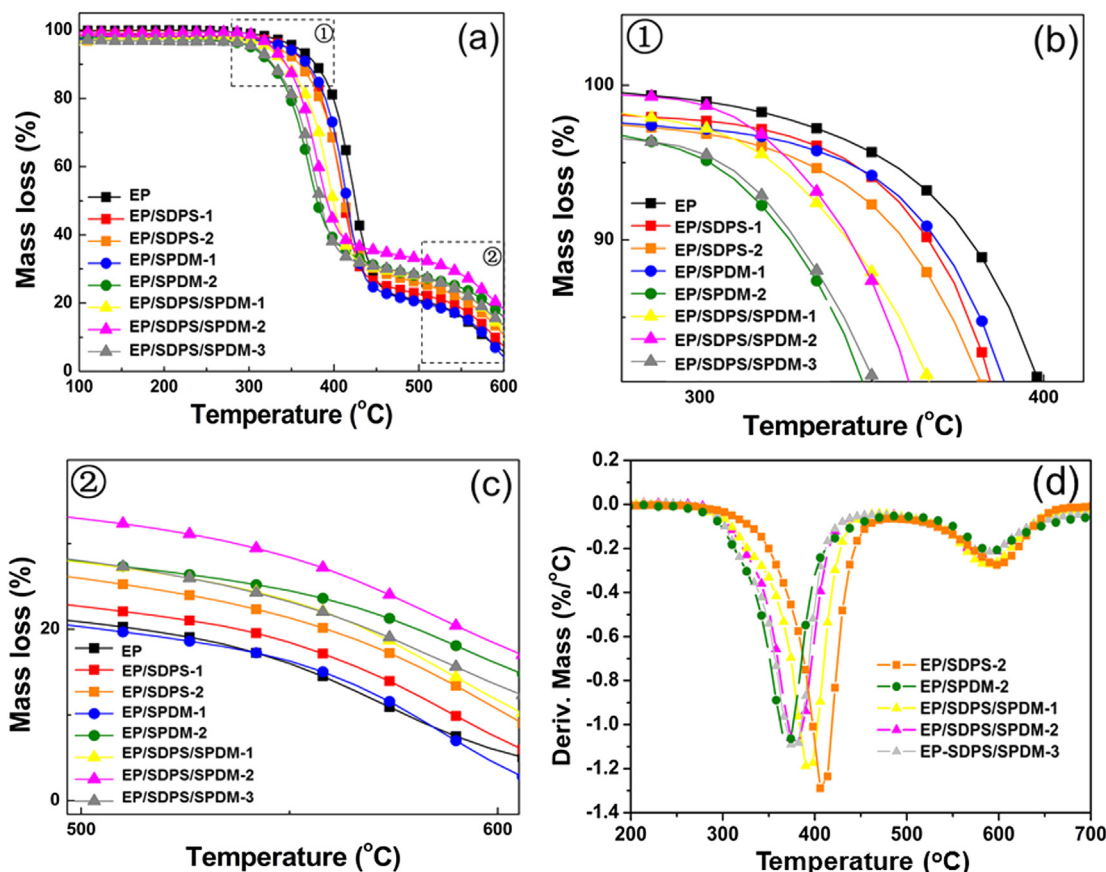 (a)
①
②
Mass loss (%)
100
80
60
40
20
0
EP
EP/SDPS-1
EP/SDPS-2
EP/SPDM-1
EP/SPDM-2
EP/SDPS/SPDM-1
EP/SDPS/SPDM-2
EP/SDPS/SPDM-3
100 200 300 400 500 600
Temperature (°C)
① (b)
Mass loss (%)
100
90
EP
EP/SDPS-1
EP/SDPS-2
EP/SPDM-1
EP/SPDM-2
EP/SDPS/SPDM-1
EP/SDPS/SPDM-2
EP/SDPS/SPDM-3
300 400
Temperature (°C)
② (c)
Mass loss (%)
20
0
EP
EP/SDPS-1
EP/SDPS-2
EP/SPDM-1
EP/SPDM-2
EP/SDPS/SPDM-1
EP/SDPS/SPDM-2
EP/SDPS/SPDM-3
500 600
Temperature (°C)
(d)
Deriv. Mass (%/°C)
0.2
0.0
-0.2
-0.4
-0.6
-0.8
-1.0
-1.2
-1.4
EP/SDPS-2
EP/SPDM-2
EP/SDPS/SPDM-1
EP/SDPS/SPDM-2
EP-SDPS/SPDM-3
200 300 400 500 600 700
Temperature (°C)